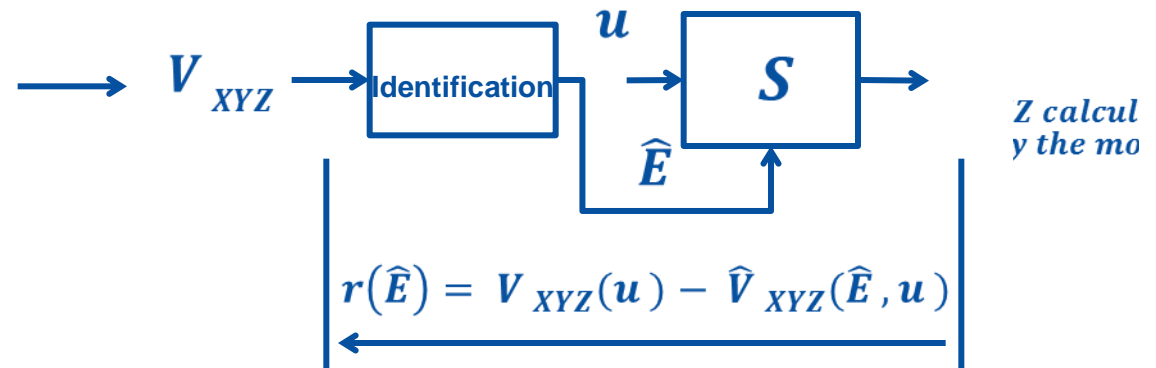 u
V XYZ
Identification
S
Z calcul
y the mo
Ê
r(Ê) = V XYZ(u) − V̂ XYZ(Ê, u)